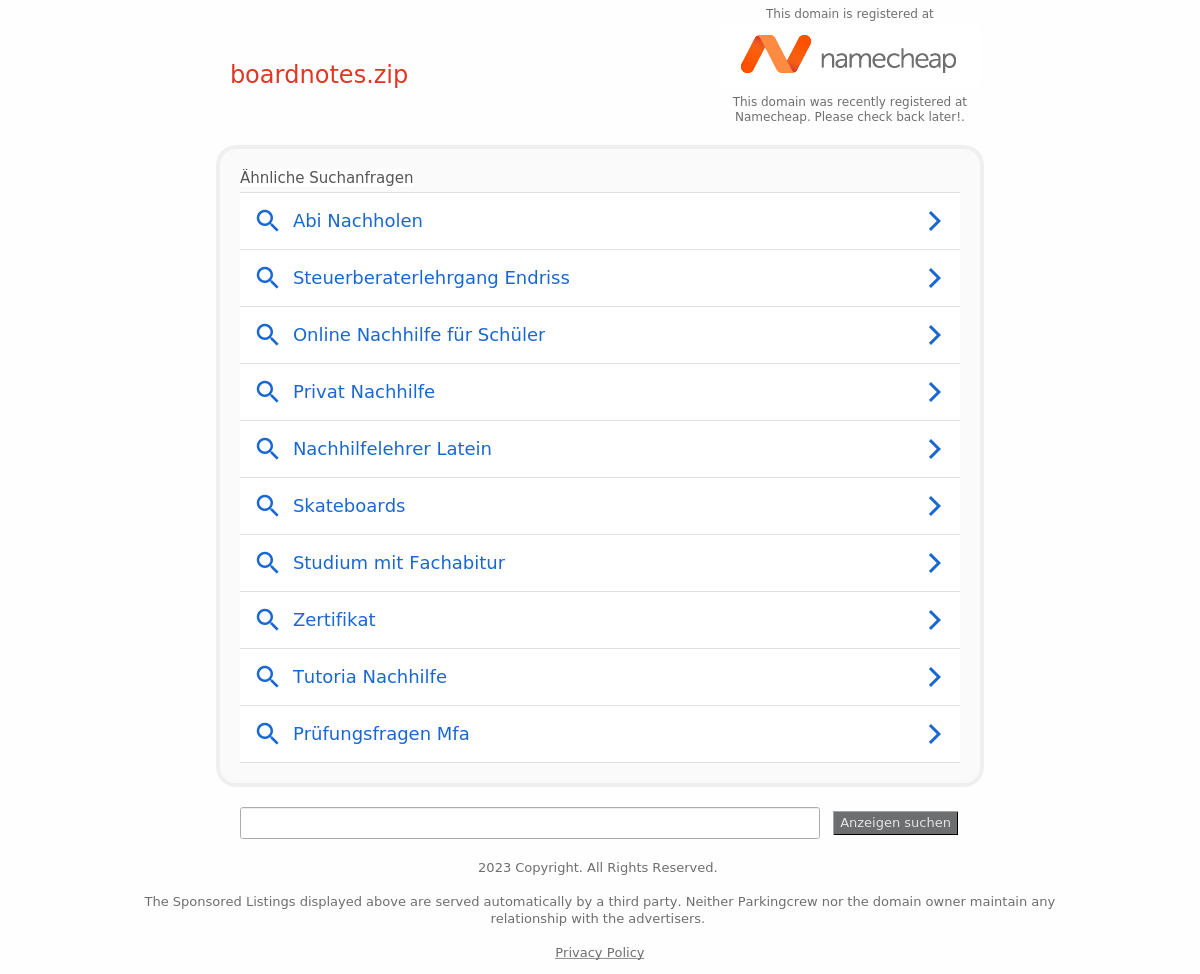 This domain is registered at
namecheap
boardnotes.zip
This domain was recently registered at
Namecheap. Please check back later!.
Ähnliche Suchanfragen
Abi Nachholen
Steuerberaterlehrgang Endriss
Online Nachhilfe für Schüler
Privat Nachhilfe
Nachhilfelehrer Latein
Skateboards
Studium mit Fachabitur
Zertifikat
Tutoria Nachhilfe
Prüfungsfragen Mfa
Anzeigen suchen
2023 Copyright. All Rights Reserved.
The Sponsored Listings displayed above are served automatically by a third party. Neither Parkingcrew nor the domain owner maintain any
relationship with the advertisers.
Privacy Policy